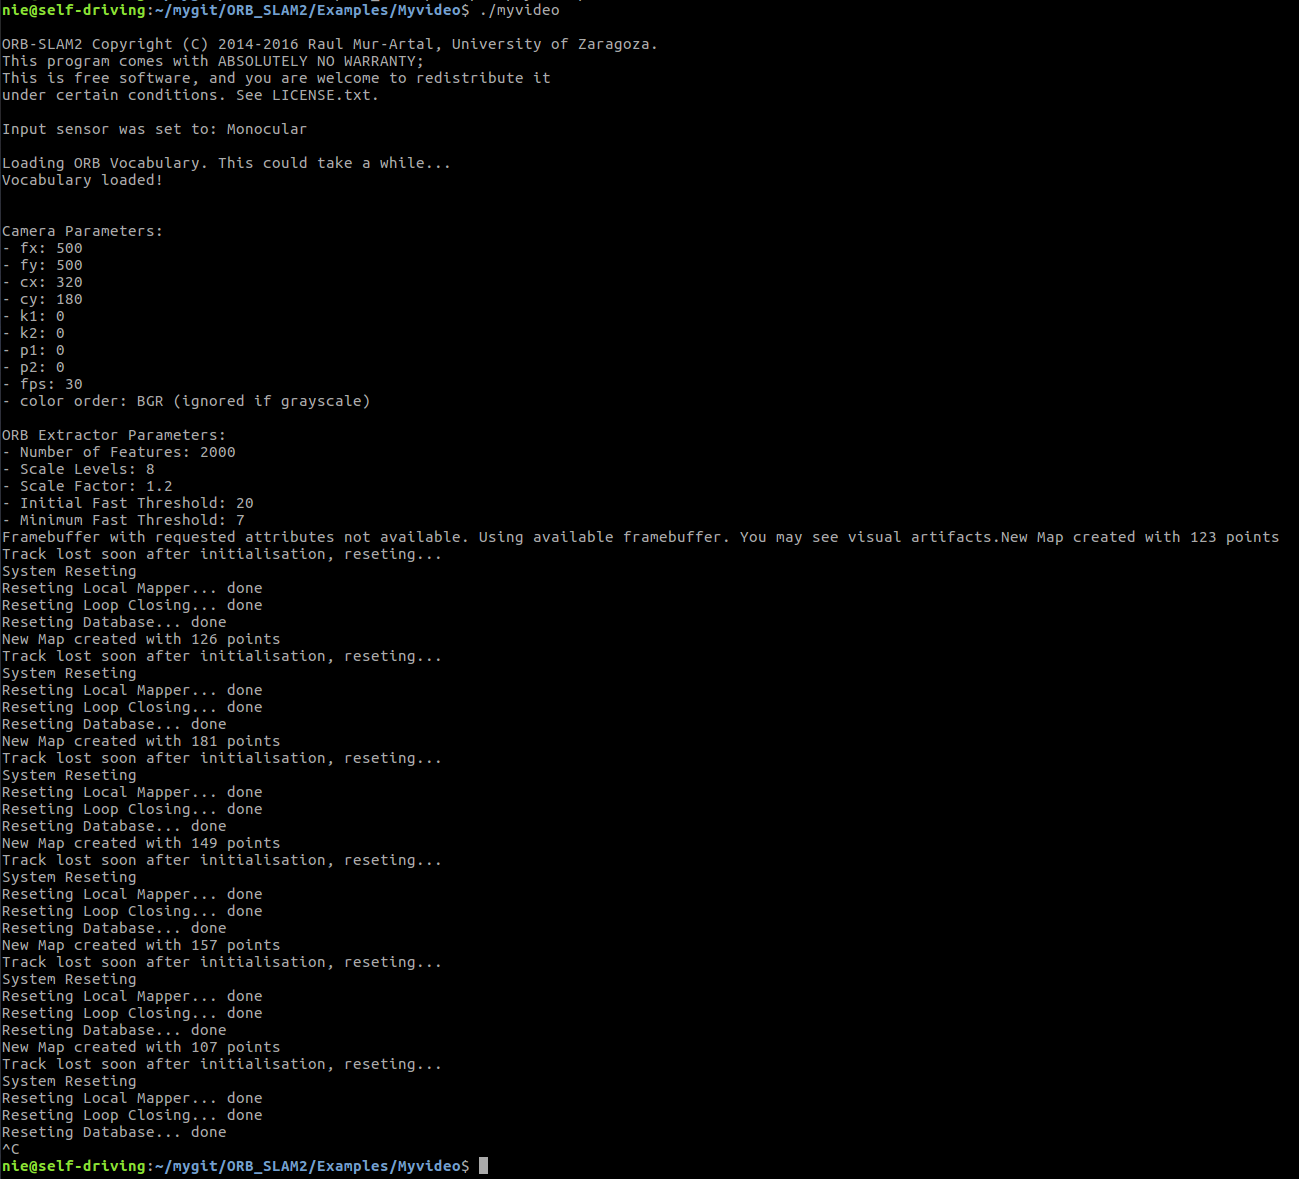 nie@self-driving:~/mygit/ORB_SLAM2/Examples/Myvideo$ ./myvideo
ORB-SLAM2 Copyright (C) 2014-2016 Raul Mur-Artal, University of Zaragoza.
This program comes with ABSOLUTELY NO WARRANTY;
This is free software, and you are welcome to redistribute it
under certain conditions. See LICENSE.txt.
Input sensor was set to: Monocular
Loading ORB Vocabulary. This could take a while...
Vocabulary loaded!
Camera Parameters:
- fx: 500
- fy: 500
- cx: 320
- cy: 180
- k1: 0
- k2: 0
- p1: 0
- p2: 0
- fps: 30
- color order: BGR (ignored if grayscale)
ORB Extractor Parameters:
- Number of Features: 2000
- Scale Levels: 8
- Scale Factor: 1.2
- Initial Fast Threshold: 20
- Minimum Fast Threshold: 7
Framebuffer with requested attributes not available. Using available framebuffer. You may see visual artifacts.New Map created with 123 points
Track lost soon after initialisation, reseting...
System Reseting
Reseting Local Mapper... done
Reseting Loop Closing... done
Reseting Database... done
New Map created with 126 points
Track lost soon after initialisation, reseting...
System Reseting
Reseting Local Mapper... done
Reseting Loop Closing... done
Reseting Database... done
New Map created with 181 points
Track lost soon after initialisation, reseting...
System Reseting
Reseting Local Mapper... done
Reseting Loop Closing... done
Reseting Database... done
New Map created with 149 points
Track lost soon after initialisation, reseting...
System Reseting
Reseting Local Mapper... done
Reseting Loop Closing... done
Reseting Database... done
New Map created with 157 points
Track lost soon after initialisation, reseting...
System Reseting
Reseting Local Mapper... done
Reseting Loop Closing... done
Reseting Database... done
New Map created with 107 points
Track lost soon after initialisation, reseting...
System Reseting
Reseting Local Mapper... done
Reseting Loop Closing... done
Reseting Database... done
^C
nie@self-driving:~/mygit/ORB_SLAM2/Examples/Myvideo$